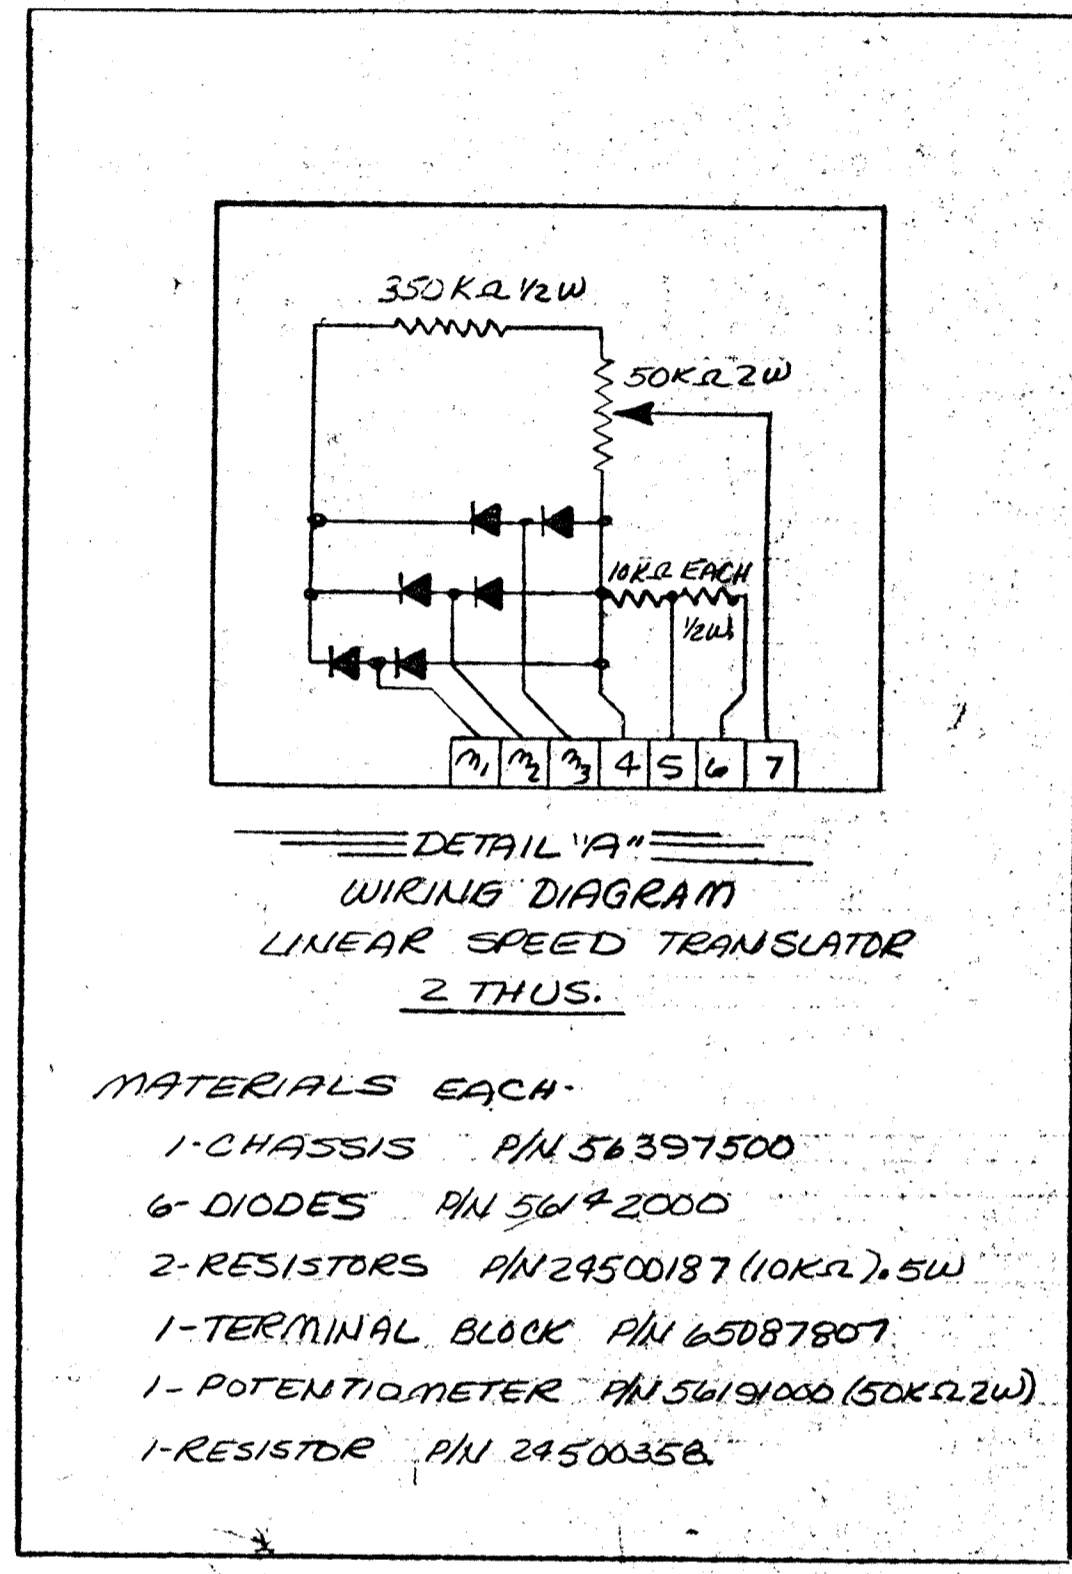 350KΩ 1/2W
50KΩ 2W
10KΩ EACH
1/2W
M1 M2 M3 4 5 6 7
DETAIL "A"
WIRING DIAGRAM
LINEAR SPEED TRANSLATOR
2 THUS.
MATERIALS EACH-
1-CHASSIS P/N 56397500
6-DIODES P/N 56142000
2-RESISTORS P/N 24500187 (10KΩ).5W
1-TERMINAL BLOCK P/N 65087807
1-POTENTIOMETER P/N 56191000 (50KΩ 2W)
1-RESISTOR P/N 24500358